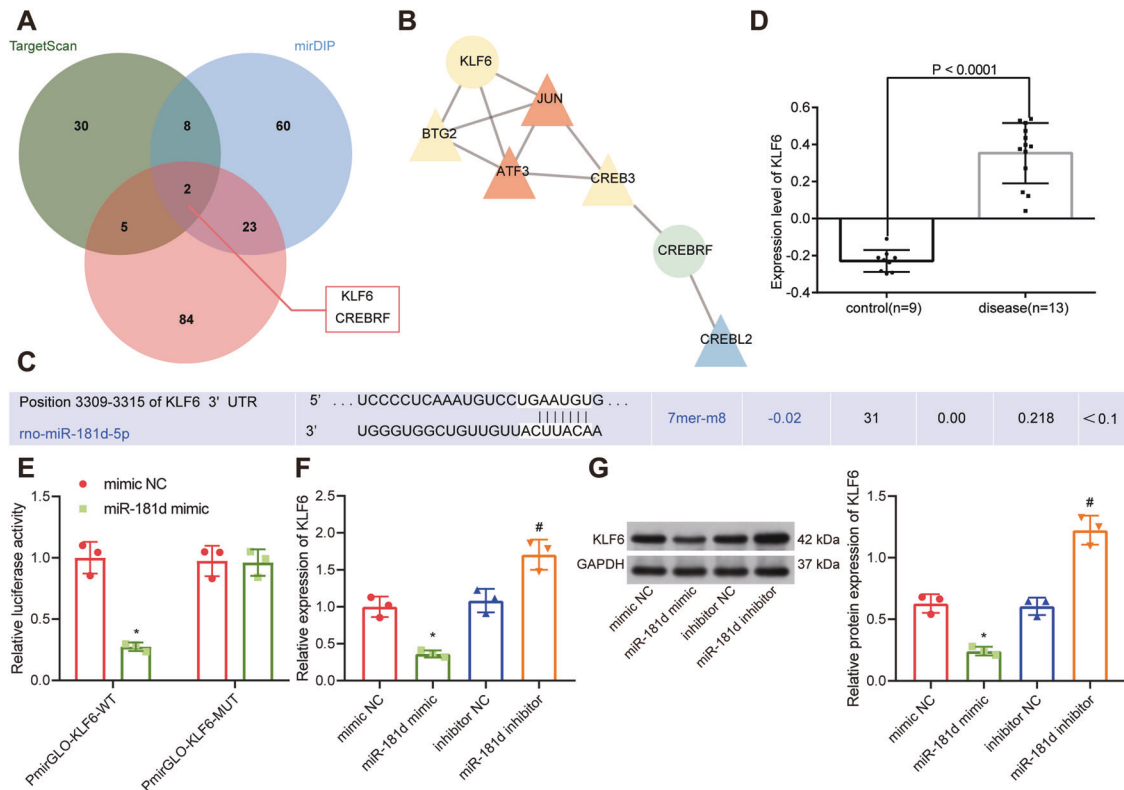 A
TargetScan
mirDIP
30
8
60
2
5
23
84
KLF6
CREBRF
B
KLF6
JUN
BTG2
ATF3
CREB3
CREBRF
CREBL2
D
P < 0.0001
Expression level of KLF6
0.6
0.4
0.2
0.0
-0.2
-0.4
control(n=9)
disease(n=13)
C
Position 3309-3315 of KLF6 3' UTR
5' ...UCCCCUCAAAUGUCCUGAAUGUG...
rno-miR-181d-5p
3' UGGGUGGCUGUUGUUACUUACAA
7mer-m8
-0.02
31
0.00
0.218
<0.1
E
mimic NC
miR-181d mimic
Relative luciferase activity
1.5
1.0
0.5
0.0
*
PmirGLO-KLF6-WT
PmirGLO-KLF6-MUT
F
Relative expression of KLF6
2.5
2.0
1.5
1.0
0.5
0.0
*
#
mimic NC
miR-181d mimic
inhibitor NC
miR-181d inhibitor
G
KLF6
42 kDa
GAPDH
37 kDa
mimic NC
miR-181d mimic
inhibitor NC
miR-181d inhibitor
Relative protein expression of KLF6
1.5
1.0
0.5
0.0
*
#
mimic NC
miR-181d mimic
inhibitor NC
miR-181d inhibitor